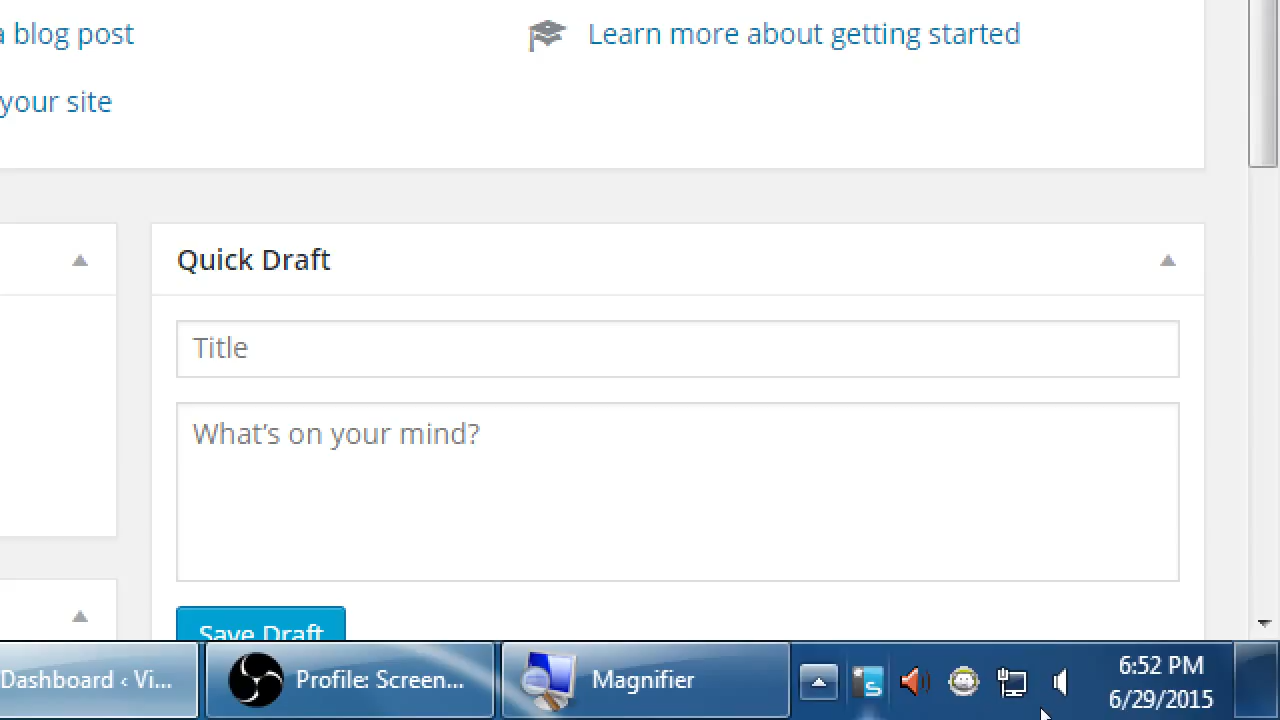 a blog post
Learn more about getting started
your site
Quick Draft
Title
What's on your mind?
Save Draft
Dashboard ‹ Vi...
Profile: Screen...
Magnifier
S
6:52 PM
6/29/2015